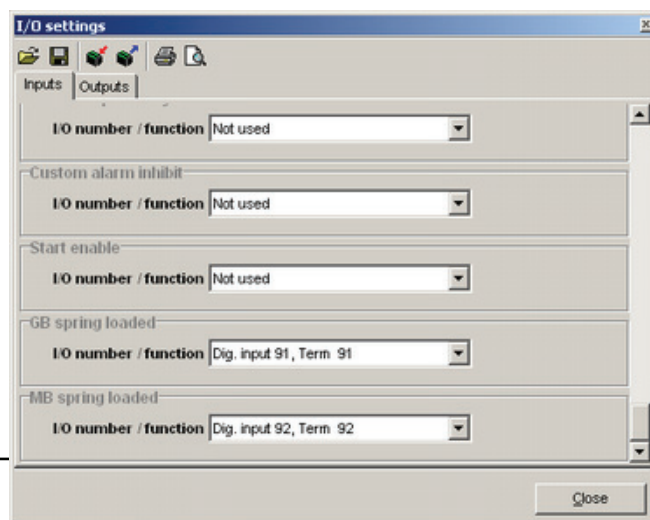 I/O settings
Inputs Outputs
I/O number / function Not used
Custom alarm inhibit
I/O number / function Not used
Start enable
I/O number / function Not used
GB spring loaded
I/O number / function Dig. input 91, Term 91
MB spring loaded
I/O number / function Dig. input 92, Term 92
Close